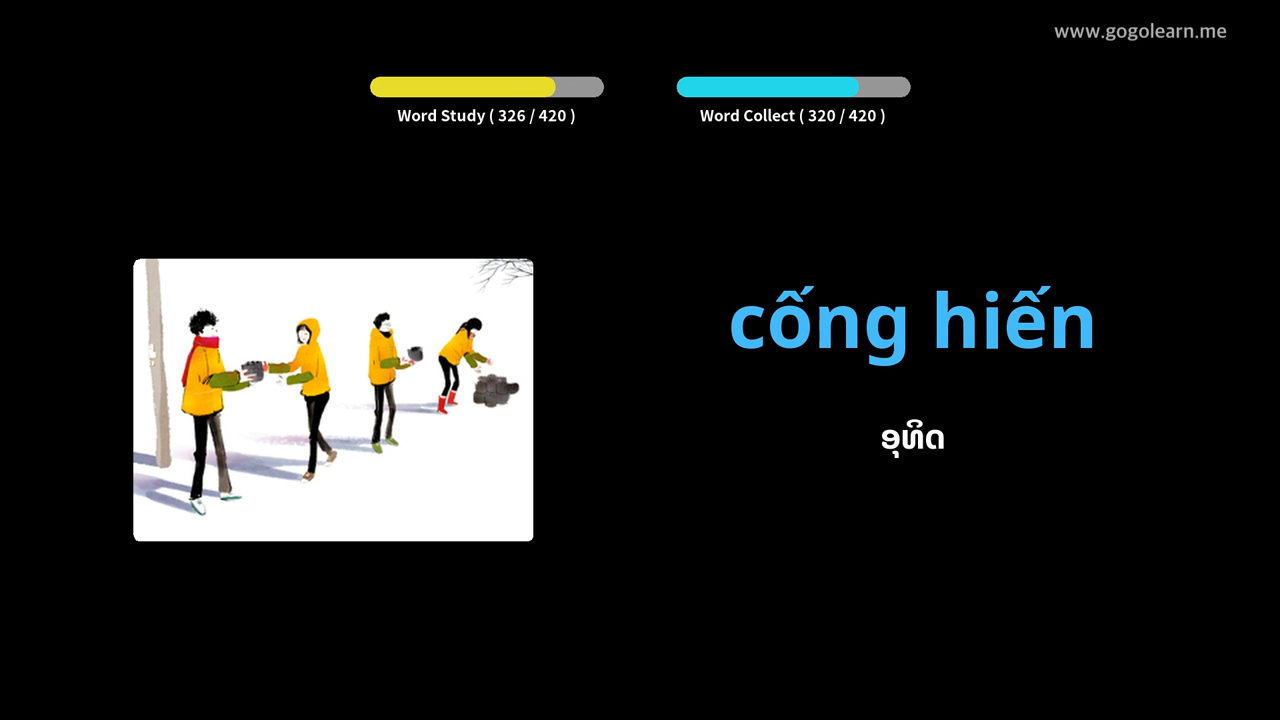 www.gogolearn.me
Word Study ( 326 / 420 )
Word Collect ( 320 / 420 )
cống hiến
ອຸທິດ